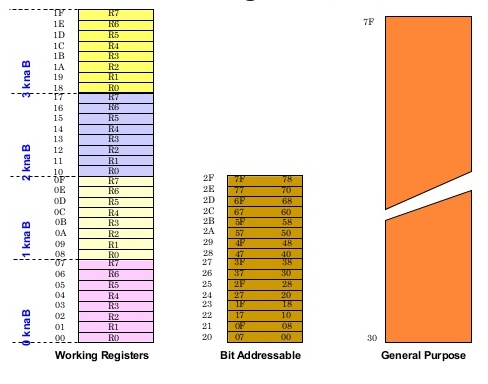 1F R7
1E R6
1D R5
1C R4
1B R3
1A R2
19 R1
18 R0
3 knaB
17 R7
16 R6
15 R5
14 R4
13 R3
12 R2
11 R1
10 R0
2 knaB
0F R7
0E R6
0D R5
0C R4
0B R3
0A R2
09 R1
08 R0
1 knaB
07 R7
06 R6
05 R5
04 R4
03 R3
02 R2
01 R1
00 R0
0 knaB
Working Registers
2F 7F 78
2E 77 70
2D 6F 68
2C 67 60
2B 5F 58
2A 57 50
29 4F 48
28 47 40
27 3F 38
26 37 30
25 2F 28
24 27 20
23 1F 18
22 17 10
21 0F 08
20 07 00
Bit Addressable
7F
30
General Purpose